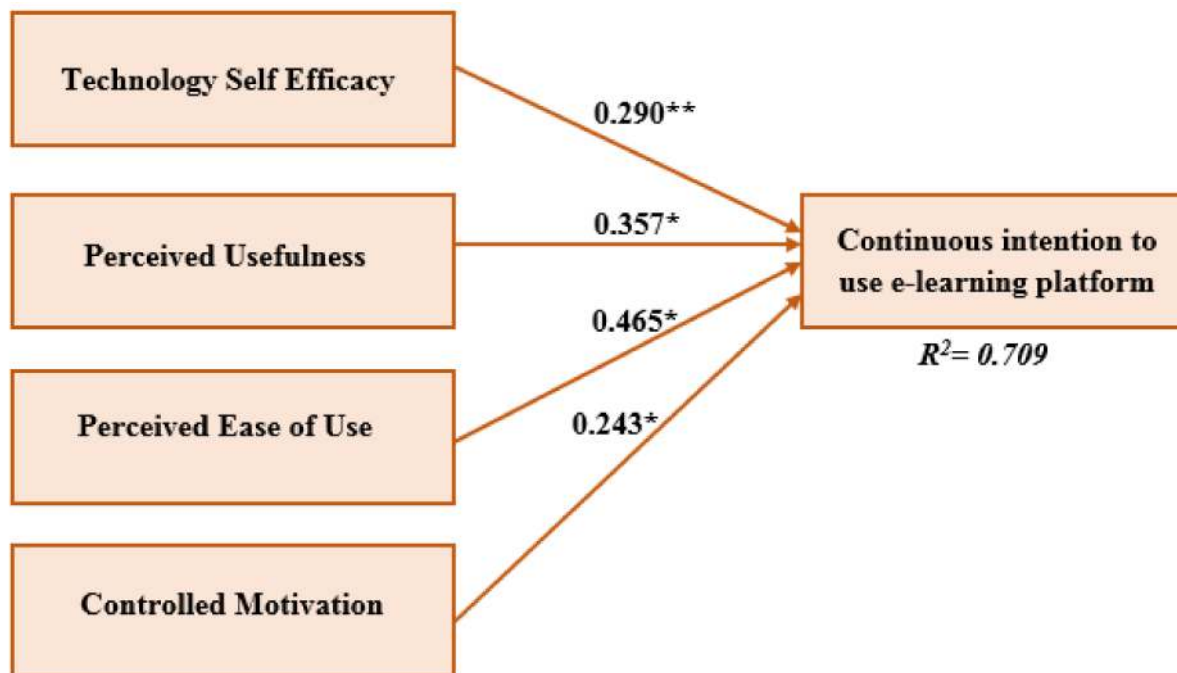 Technology Self Efficacy
0.290**
Perceived Usefulness
0.357*
Continuous intention to
use e-learning platform
R²= 0.709
Perceived Ease of Use
0.465*
Controlled Motivation
0.243*